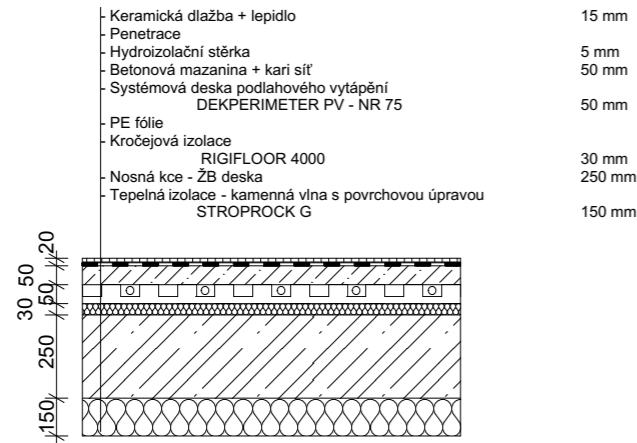 - Keramická dlažba + lepidlo 15 mm
- Penetrace
- Hydroizolační stěrka 5 mm
- Betonová mazanina + kari síť 50 mm
- Systémová deska podlahového vytápění
DEKPERIMETER PV - NR 75 50 mm
- PE fólie
- Kročejová izolace
RIGIFLOOR 4000 30 mm
- Nosná kce - ŽB deska 250 mm
- Tepelná izolace - kamenná vlna s povrchovou úpravou
STROPROCK G 150 mm
20
50
50
30
250
150